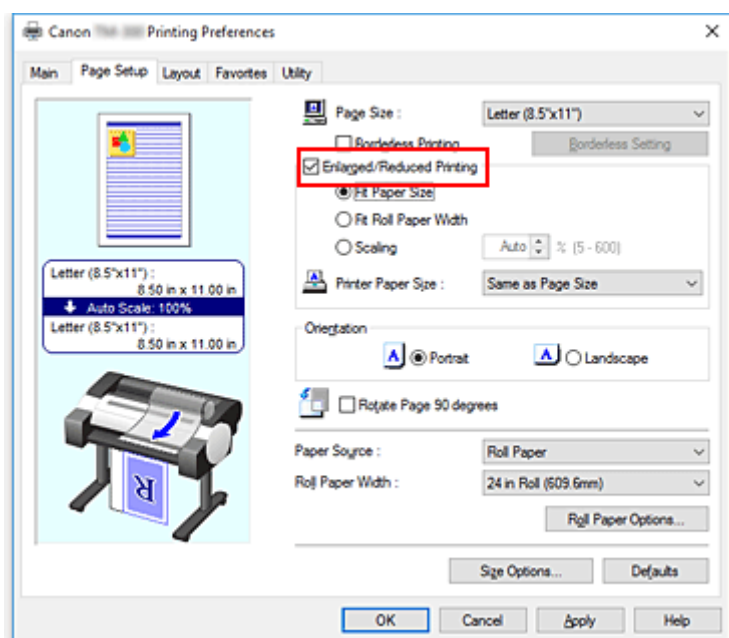 Canon Printing Preferences
Main Page Setup Layout Favorites Utility
Page Size : Letter (8.5"x11")
Borderless Printing Borderless Setting
Enlarged/Reduced Printing
Fit Paper Size
Fit Roll Paper Width
Scaling Auto % (5 - 600)
Printer Paper Size : Same as Page Size
Letter (8.5"x11") :
8.50 in x 11.00 in
Auto Scale: 100%
Letter (8.5"x11") :
8.50 in x 11.00 in
Orientation
A Portrait A Landscape
Rotate Page 90 degrees
Paper Source : Roll Paper
Roll Paper Width : 24 in Roll (609.6mm)
R
Roll Paper Options...
Size Options... Defaults
OK Cancel Apply Help